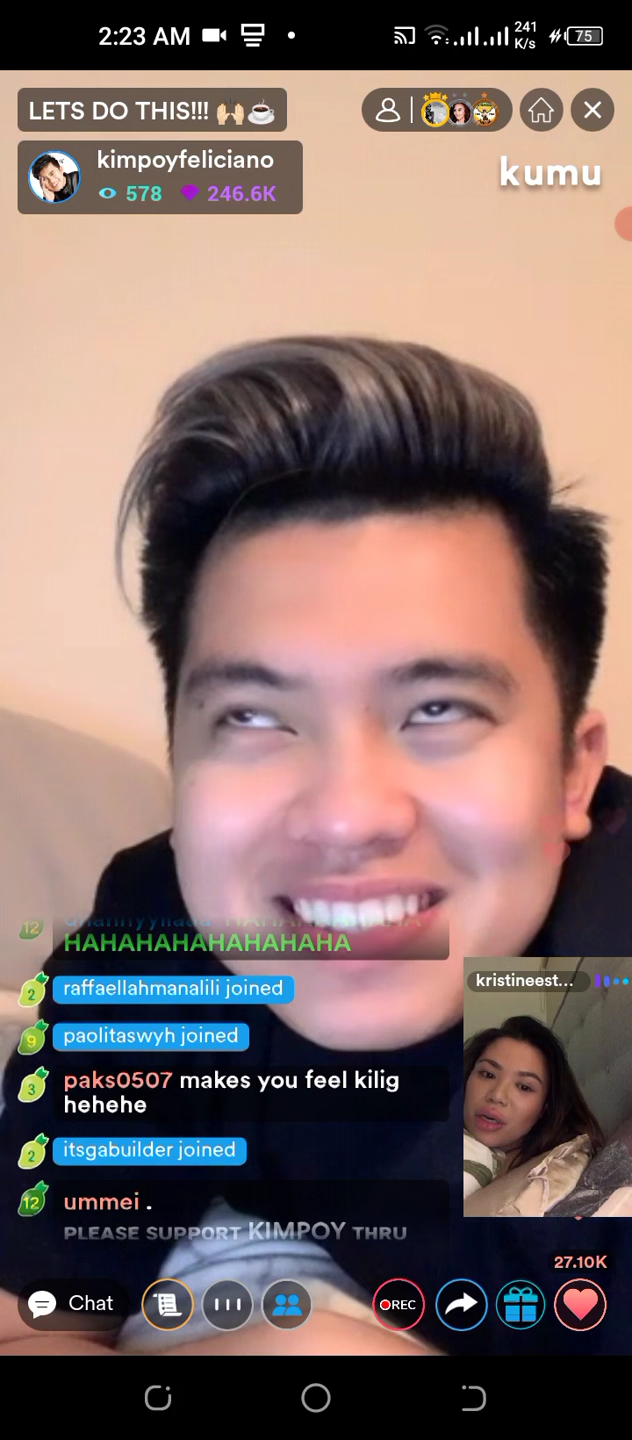 2:23 AM
241
K/s
75
LETS DO THIS!!!
kimpoyfeliciano
578 246.6K
kumu
12 HAHAHAHAHAHA
HAHAHAHAHAHAHAHA
2 raffaellahmanalili joined
9 paolitaswyh joined
3 paks0507 makes you feel kilig
hehehe
2 itsgabuilder joined
12 ummei .
PLEASE SUPPORT KIMPOY THRU
kristineest...
27.10K
Chat
REC